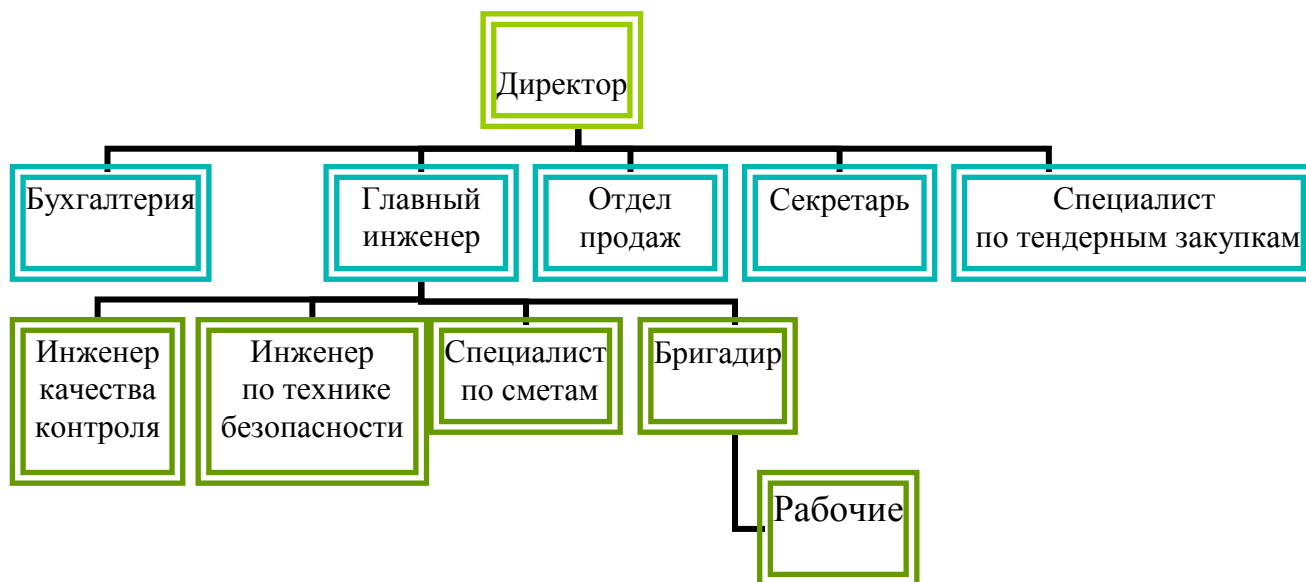 Директор
Бухгалтерия
Главный
инженер
Отдел
продаж
Секретарь
Специалист
по тендерным закупкам
Инженер
качества
контроля
Инженер
по технике
безопасности
Специалист
по сметам
Бригадир
Рабочие